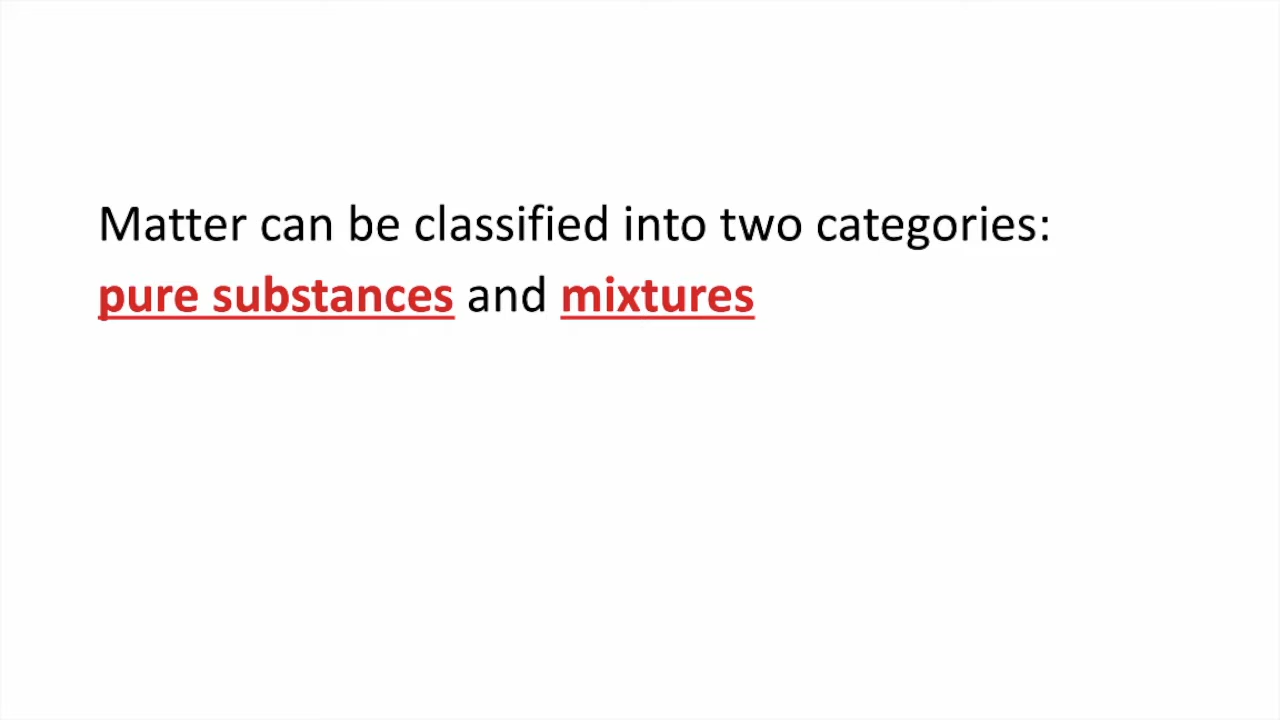 Matter can be classified into two categories:
pure substances and mixtures